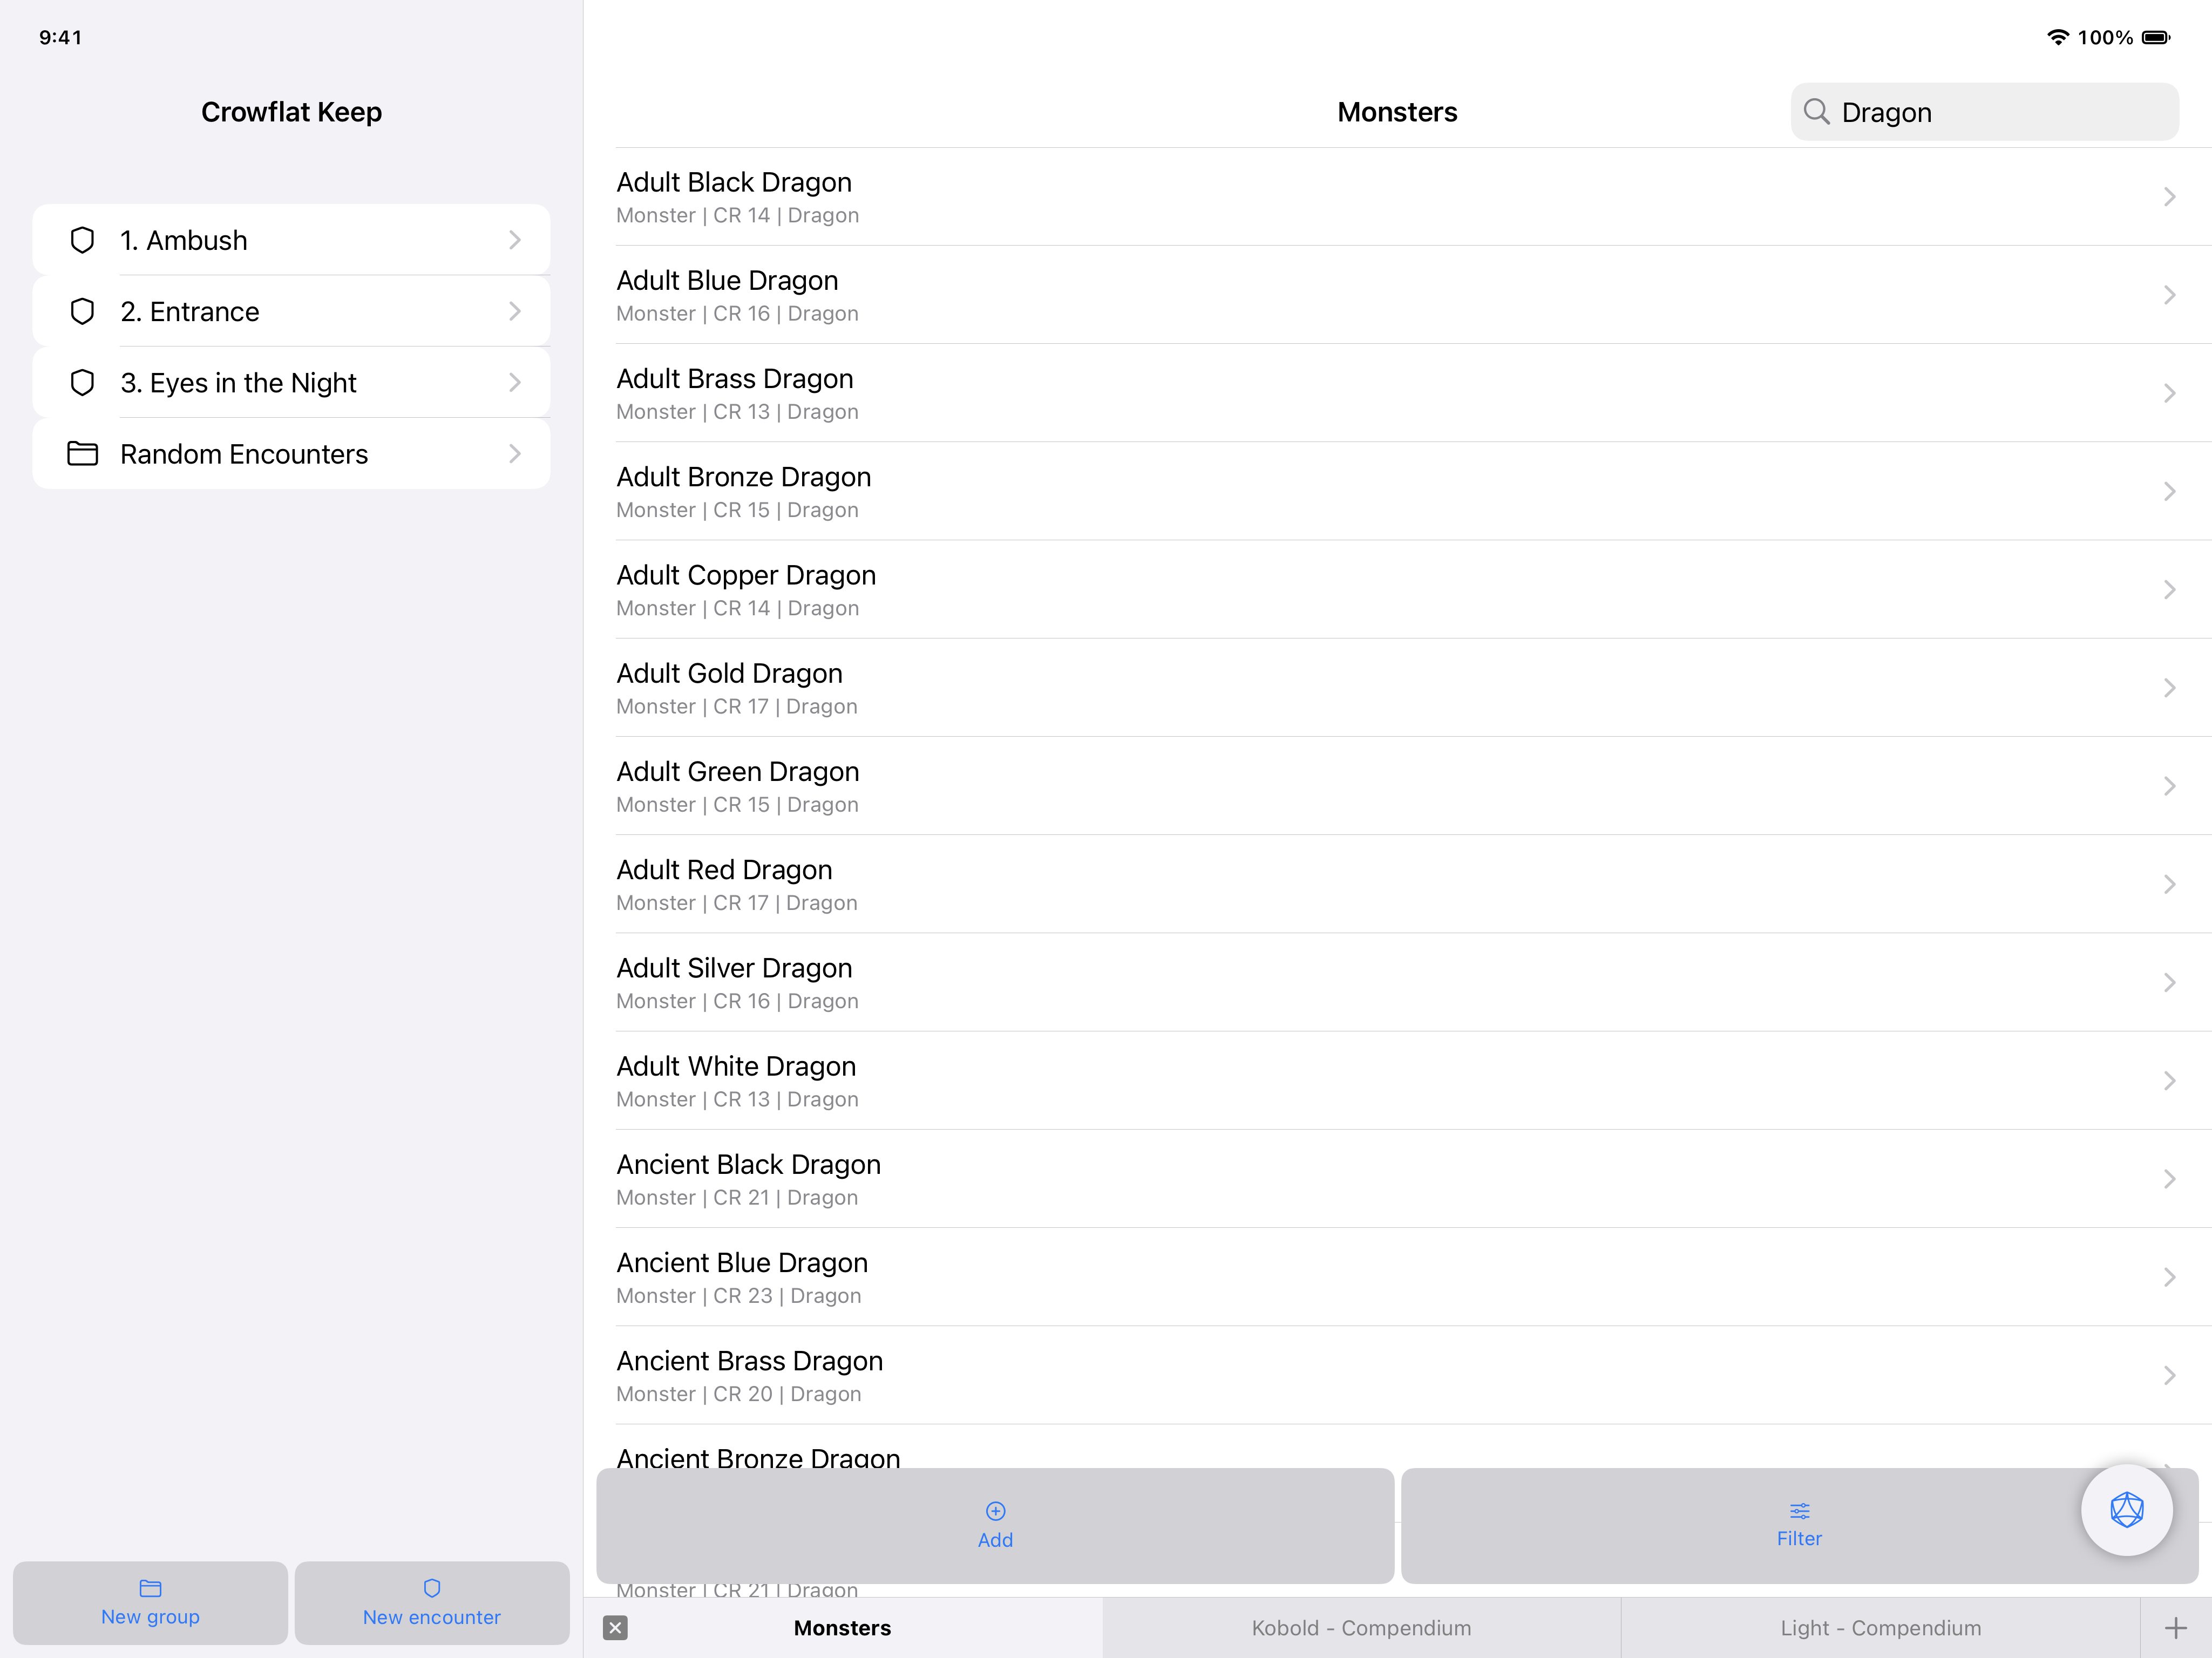 9:41
100%
Crowflat Keep
1. Ambush
2. Entrance
3. Eyes in the Night
Random Encounters
New group
New encounter
Monsters
Dragon
Adult Black Dragon
Monster | CR 14 | Dragon
Adult Blue Dragon
Monster | CR 16 | Dragon
Adult Brass Dragon
Monster | CR 13 | Dragon
Adult Bronze Dragon
Monster | CR 15 | Dragon
Adult Copper Dragon
Monster | CR 14 | Dragon
Adult Gold Dragon
Monster | CR 17 | Dragon
Adult Green Dragon
Monster | CR 15 | Dragon
Adult Red Dragon
Monster | CR 17 | Dragon
Adult Silver Dragon
Monster | CR 16 | Dragon
Adult White Dragon
Monster | CR 13 | Dragon
Ancient Black Dragon
Monster | CR 21 | Dragon
Ancient Blue Dragon
Monster | CR 23 | Dragon
Ancient Brass Dragon
Monster | CR 20 | Dragon
Ancient Bronze Dragon
Add
Filter
Monster | CR 21 | Dragon
Monsters
Kobold - Compendium
Light - Compendium